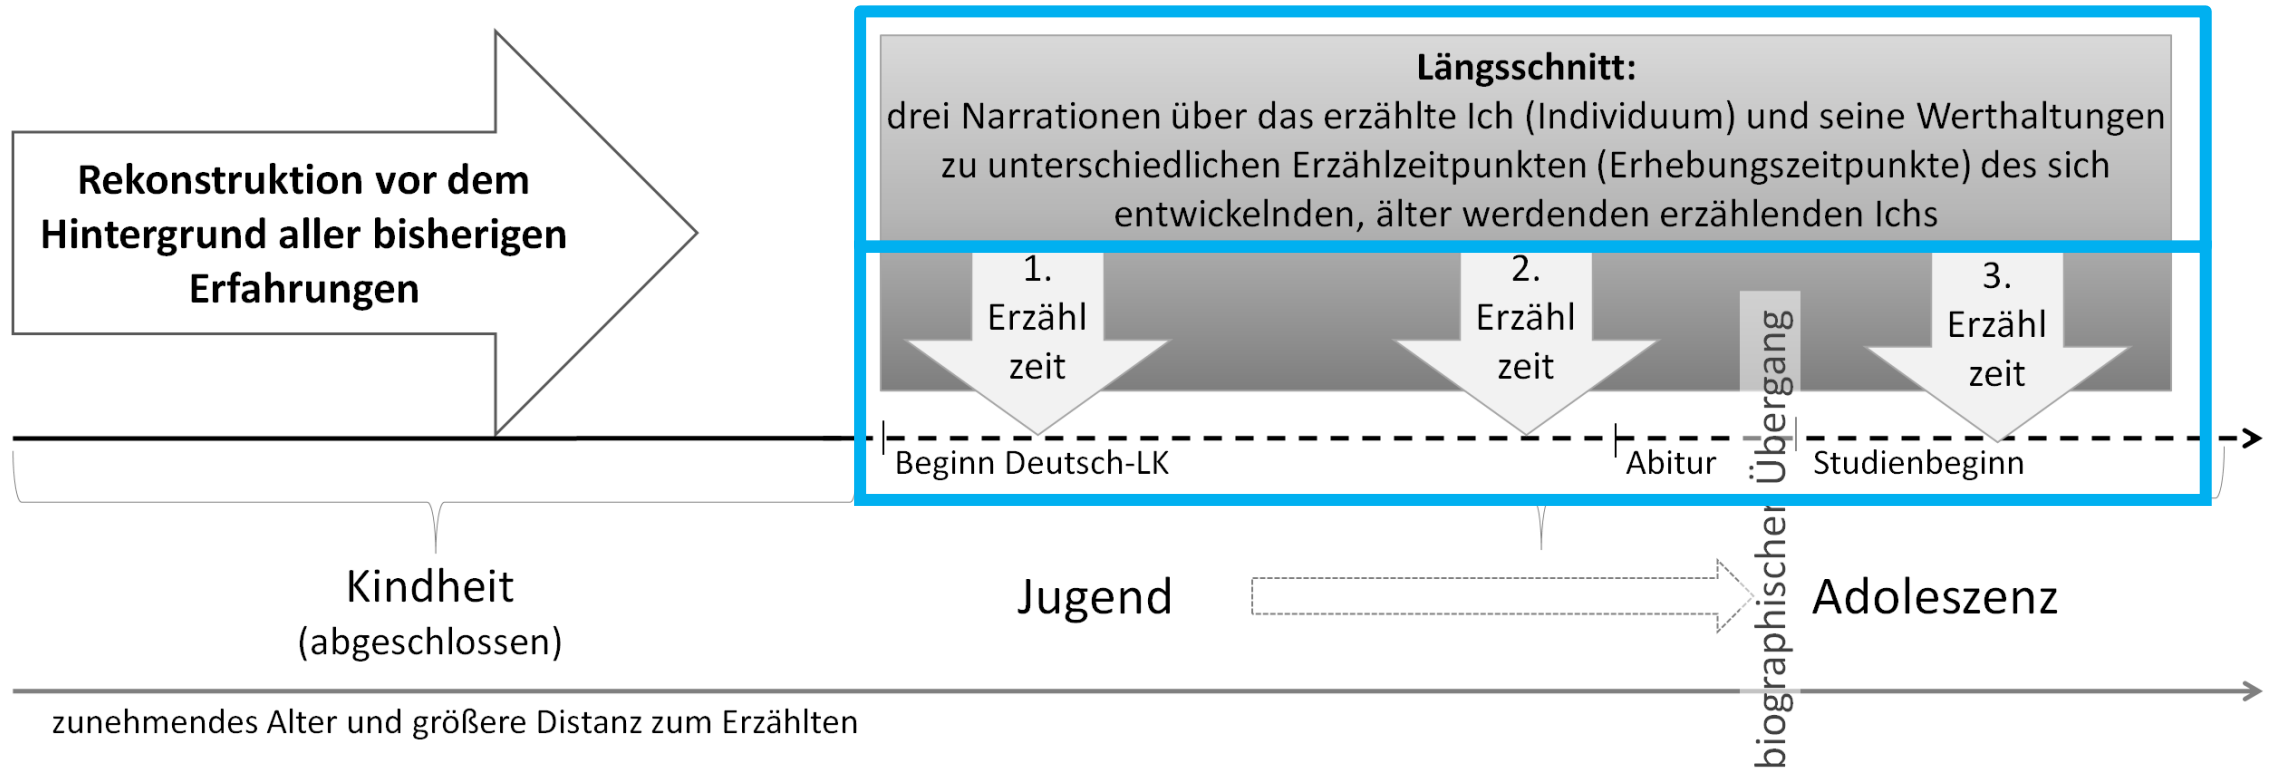 Rekonstruktion vor dem
Hintergrund aller bisherigen
Erfahrungen
Längsschnitt:
drei Narrationen über das erzählte Ich (Individuum) und seine Werthaltungen
zu unterschiedlichen Erzählzeitpunkten (Erhebungszeitpunkte) des sich
entwickelnden, älter werdenden erzählenden Ichs
1.
Erzähl
zeit
2.
Erzähl
zeit
3.
Erzähl
zeit
Beginn Deutsch-LK
Abitur
biographischer Übergang
Studienbeginn
Kindheit
(abgeschlossen)
Jugend
Adoleszenz
zunehmendes Alter und größere Distanz zum Erzählten